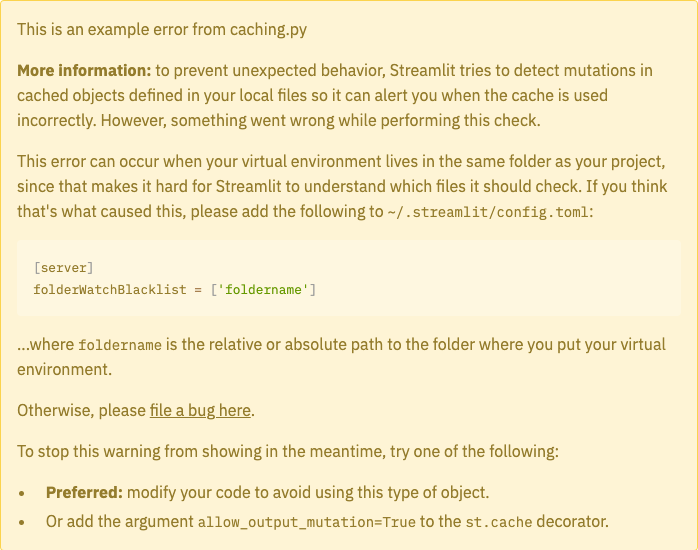 This is an example error from caching.py
More information: to prevent unexpected behavior, Streamlit tries to detect mutations in
cached objects defined in your local files so it can alert you when the cache is used
incorrectly. However, something went wrong while performing this check.
This error can occur when your virtual environment lives in the same folder as your project,
since that makes it hard for Streamlit to understand which files it should check. If you think
that's what caused this, please add the following to ~/.streamlit/config.toml:
[server]
folderWatchBlacklist = ['foldername']
...where foldername is the relative or absolute path to the folder where you put your virtual
environment.
Otherwise, please file a bug here.
To stop this warning from showing in the meantime, try one of the following:
• Preferred: modify your code to avoid using this type of object.
• Or add the argument allow_output_mutation=True to the st.cache decorator.